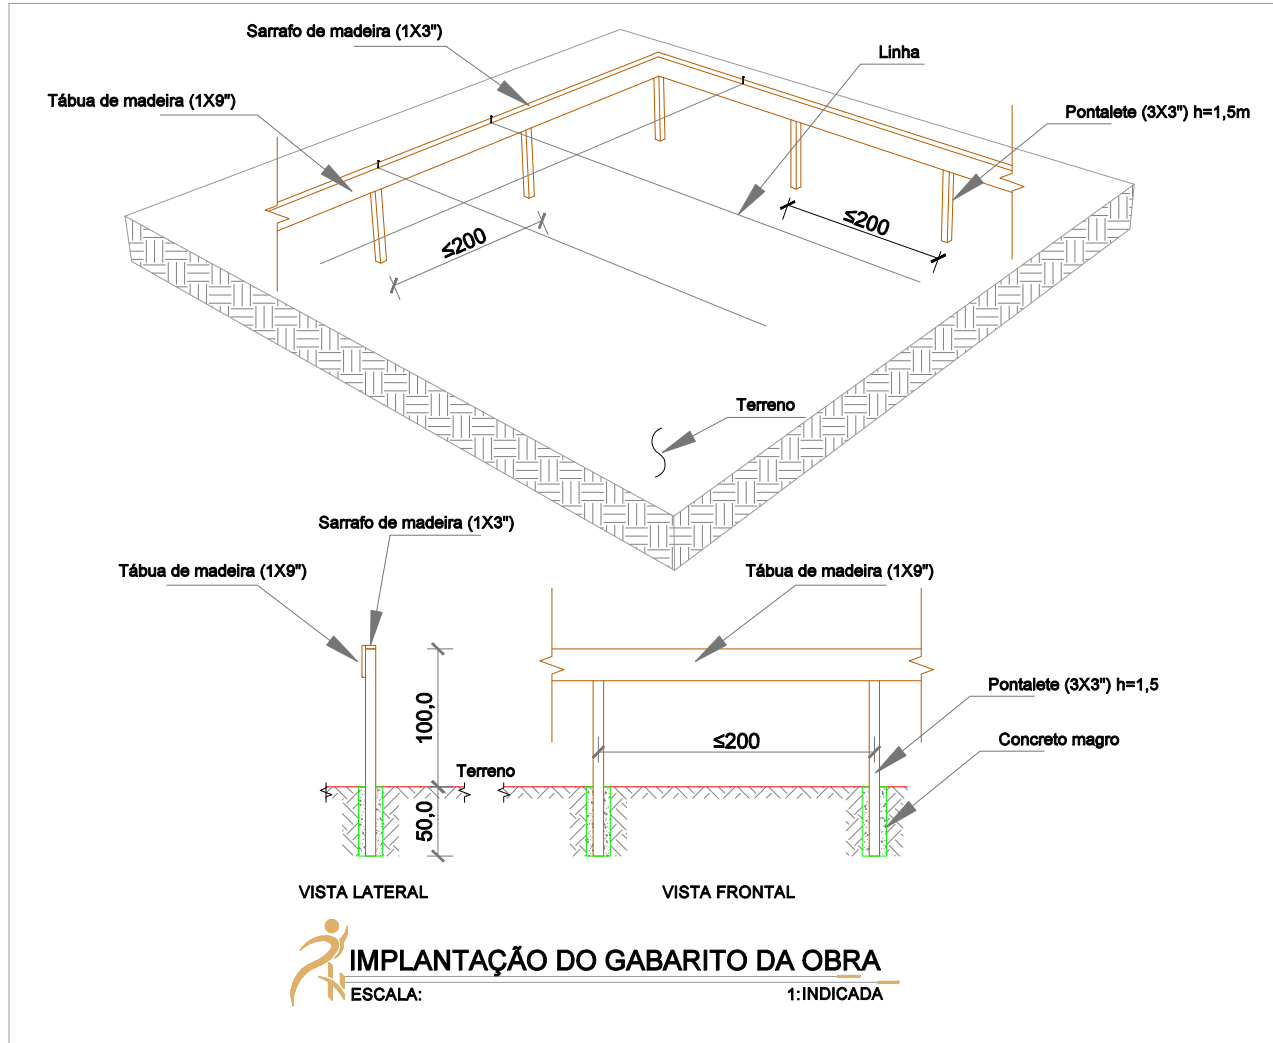 Sarrafo de madeira (1X3")
Linha
Tábua de madeira (1X9")
Pontalete (3X3") h=1,5m
≤200
≤200
Terreno
Sarrafo de madeira (1X3")
Tábua de madeira (1X9")
Tábua de madeira (1X9")
Pontalete (3X3") h=1,5
100,0
≤200
Concreto magro
Terreno
50,0
VISTA LATERAL
VISTA FRONTAL
IMPLANTAÇÃO DO GABARITO DA OBRA
ESCALA:
1:INDICADA